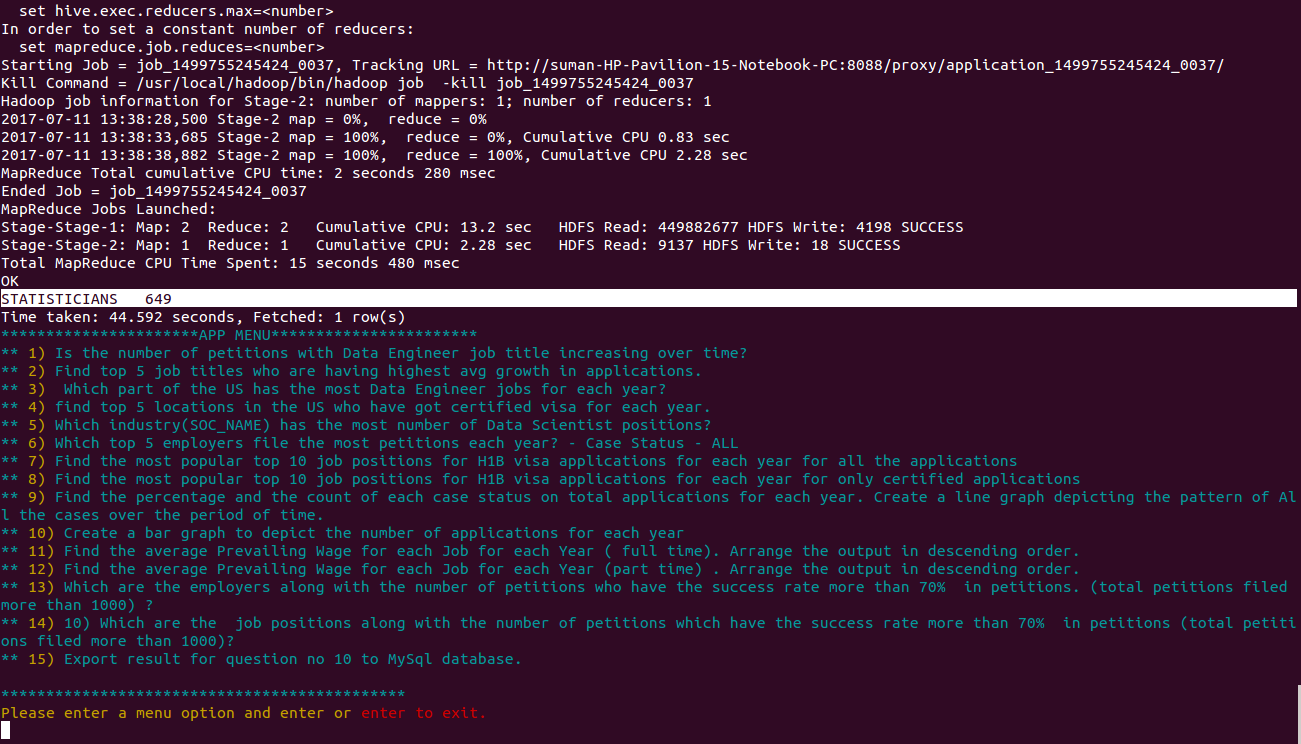 set hive.exec.reducers.max=<number>
In order to set a constant number of reducers:
  set mapreduce.job.reduces=<number>
Starting Job = job_1499755245424_0037, Tracking URL = http://suman-HP-Pavilion-15-Notebook-PC:8088/proxy/application_1499755245424_0037/
Kill Command = /usr/local/hadoop/bin/hadoop job  -kill job_1499755245424_0037
Hadoop job information for Stage-2: number of mappers: 1; number of reducers: 1
2017-07-11 13:38:28,500 Stage-2 map = 0%,  reduce = 0%
2017-07-11 13:38:33,685 Stage-2 map = 100%,  reduce = 0%, Cumulative CPU 0.83 sec
2017-07-11 13:38:38,882 Stage-2 map = 100%,  reduce = 100%, Cumulative CPU 2.28 sec
MapReduce Total cumulative CPU time: 2 seconds 280 msec
Ended Job = job_1499755245424_0037
MapReduce Jobs Launched:
Stage-Stage-1: Map: 2  Reduce: 2   Cumulative CPU: 13.2 sec   HDFS Read: 449882677 HDFS Write: 4198 SUCCESS
Stage-Stage-2: Map: 1  Reduce: 1   Cumulative CPU: 2.28 sec   HDFS Read: 9137 HDFS Write: 18 SUCCESS
Total MapReduce CPU Time Spent: 15 seconds 480 msec
OK
STATISTICIANS   649
Time taken: 44.592 seconds, Fetched: 1 row(s)
**********************APP MENU***********************
** 1) Is the number of petitions with Data Engineer job title increasing over time?
** 2) Find top 5 job titles who are having highest avg growth in applications.
** 3)  Which part of the US has the most Data Engineer jobs for each year?
** 4) find top 5 locations in the US who have got certified visa for each year.
** 5) Which industry(SOC_NAME) has the most number of Data Scientist positions?
** 6) Which top 5 employers file the most petitions each year? - Case Status - ALL
** 7) Find the most popular top 10 job positions for H1B visa applications for each year for all the applications
** 8) Find the most popular top 10 job positions for H1B visa applications for each year for only certified applications
** 9) Find the percentage and the count of each case status on total applications for each year. Create a line graph depicting the pattern of Al
l the cases over the period of time.
** 10) Create a bar graph to depict the number of applications for each year
** 11) Find the average Prevailing Wage for each Job for each Year ( full time). Arrange the output in descending order.
** 12) Find the average Prevailing Wage for each Job for each Year (part time) . Arrange the output in descending order.
** 13) Which are the employers along with the number of petitions who have the success rate more than 70%  in petitions. (total petitions filed
more than 1000) ?
** 14) 10) Which are the  job positions along with the number of petitions which have the success rate more than 70%  in petitions (total petiti
ons filed more than 1000)?
** 15) Export result for question no 10 to MySql database.
*********************************************
Please enter a menu option and enter or enter to exit.